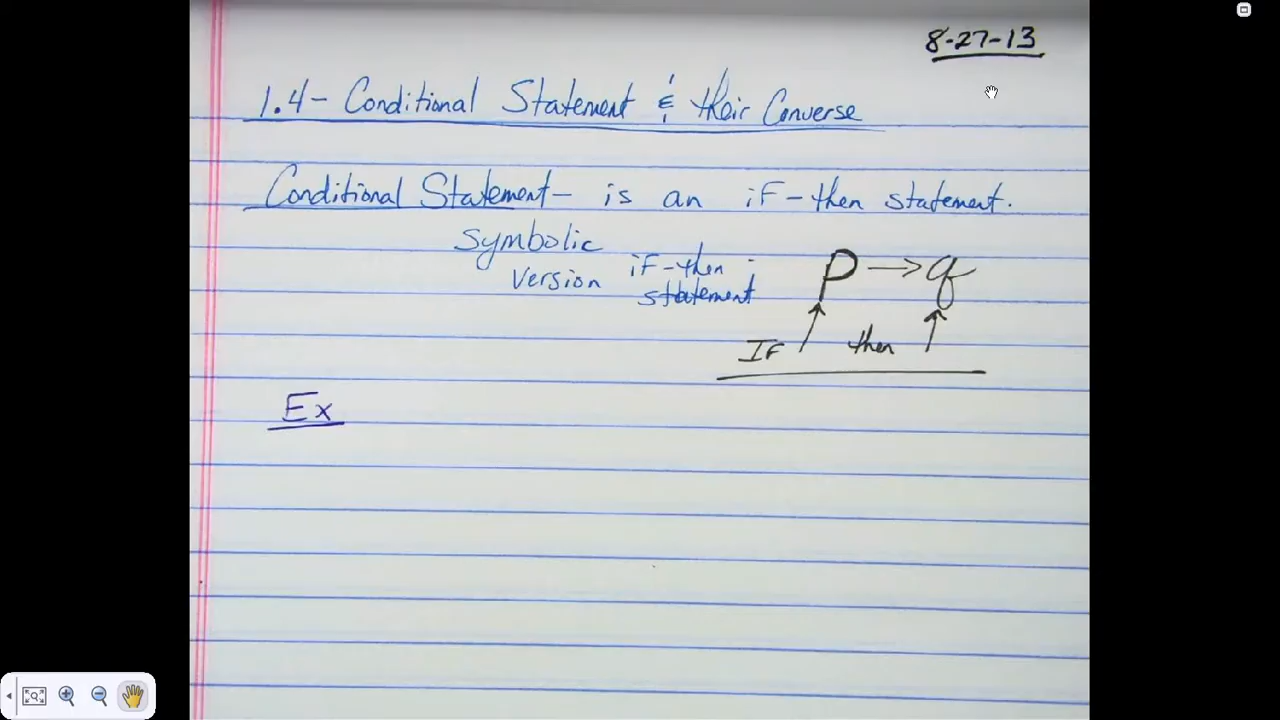 8-27-13
1.4- Conditional Statement & their Converse
Conditional Statement- is an if-then statement.
Symbolic
version if-then :
statement
P → q
If then
Ex